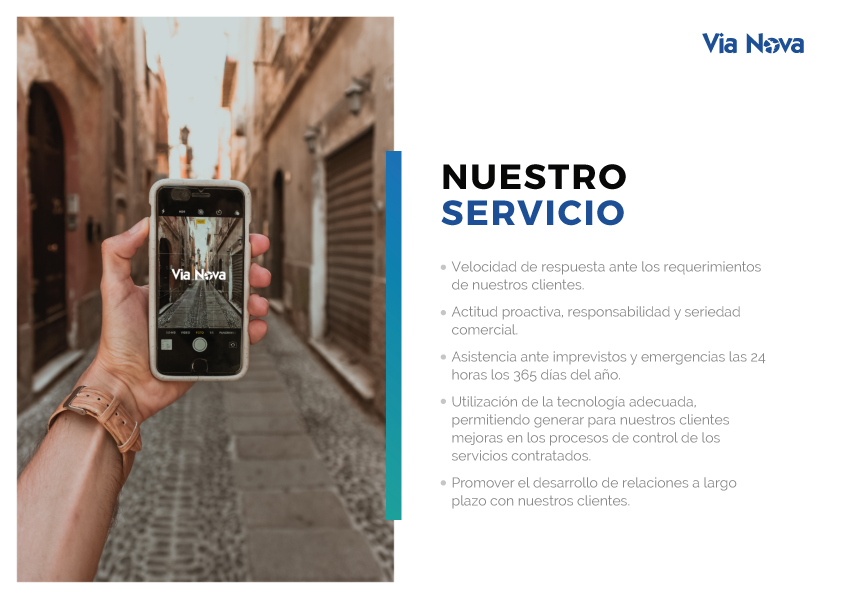 Via Nova
NUESTRO
SERVICIO
Velocidad de respuesta ante los requerimientos
de nuestros clientes.
Actitud proactiva, responsabilidad y seriedad
comercial.
Asistencia ante imprevistos y emergencias las 24
horas los 365 días del año.
Utilización de la tecnología adecuada,
permitiendo generar para nuestros clientes
mejoras en los procesos de control de los
servicios contratados.
Promover el desarrollo de relaciones a largo
plazo con nuestros clientes.
Via Nova